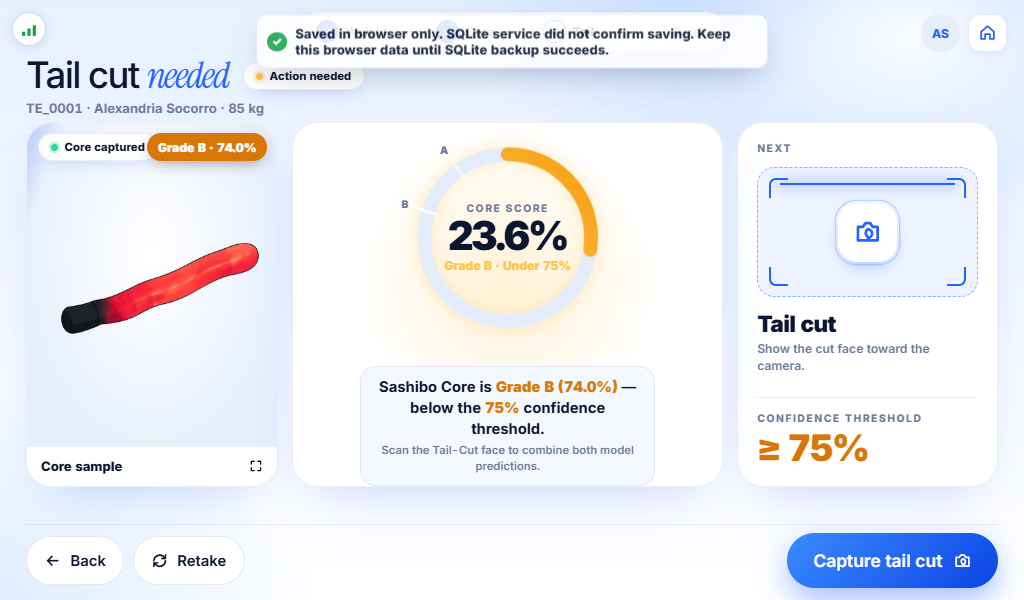 Saved in browser only. SQLite service did not confirm saving. Keep
this browser data until SQLite backup succeeds.
AS
Tail cut needed
Action needed
TE_0001 · Alexandria Socorro · 85 kg
Core captured
Grade B · 74.0%
Core sample
A
B
CORE SCORE
23.6%
Grade B · Under 75%
Sashibo Core is Grade B (74.0%) —
below the 75% confidence
threshold.
Scan the Tail-Cut face to combine both model
predictions.
NEXT
Tail cut
Show the cut face toward the
camera.
CONFIDENCE THRESHOLD
≥ 75%
Back
Retake
Capture tail cut